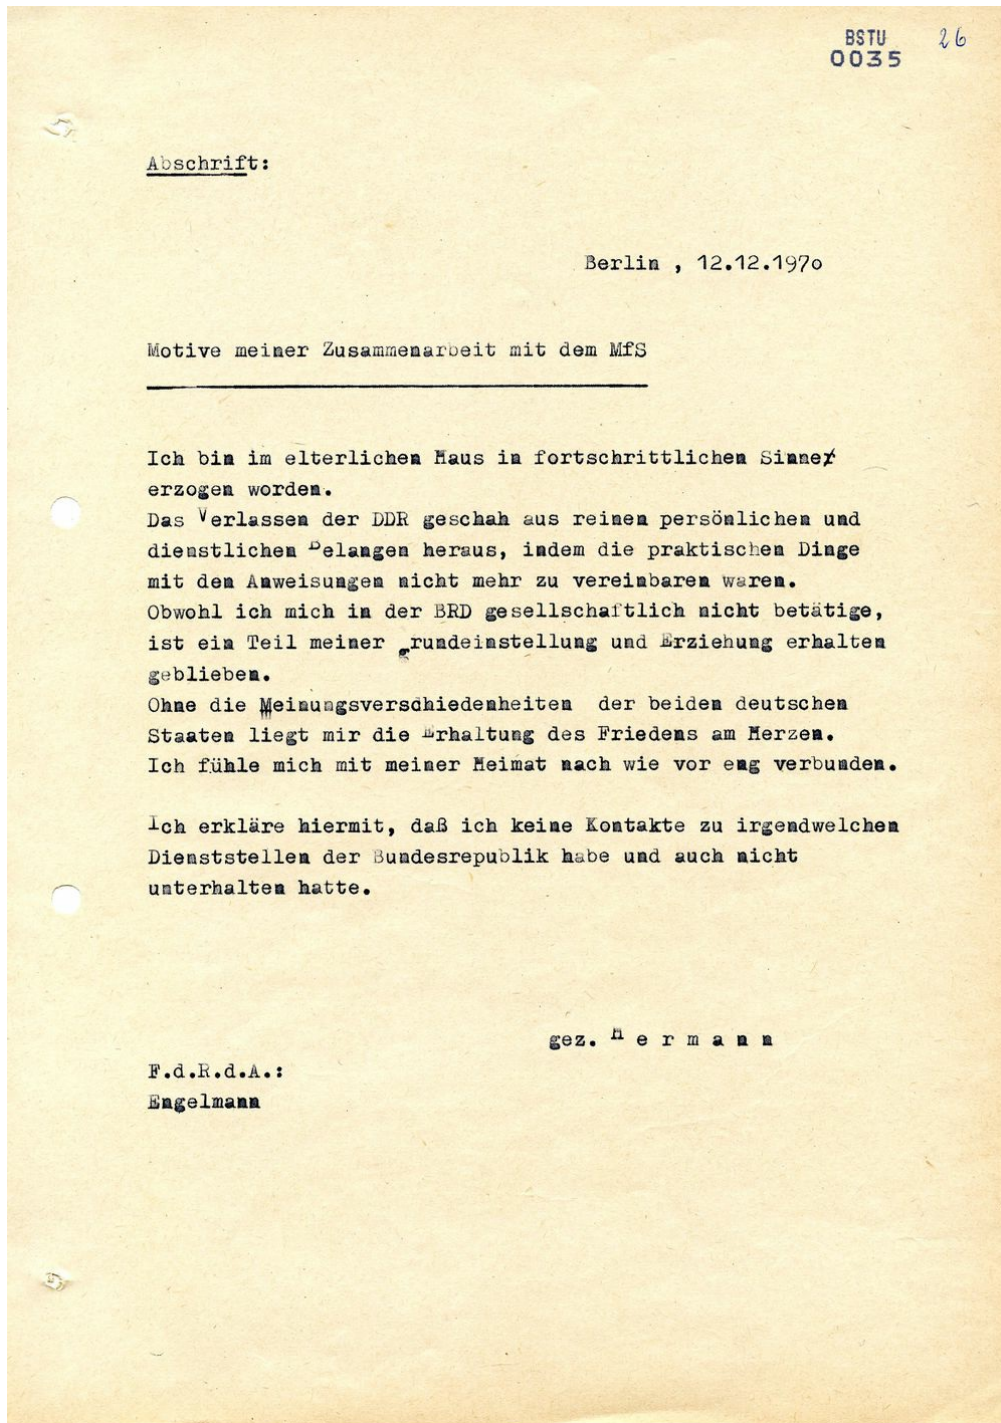 BSTU 26
0035
Abschrift:
Berlin , 12.12.1970
Motive meiner Zusammenarbeit mit dem MfS
Ich bin im elterlichen Haus in fortschrittlichen Sinne
erzogen worden.
Das Verlassen der DDR geschah aus reinen persönlichen und
dienstlichen Belangen heraus, indem die praktischen Dinge
mit den Anweisungen nicht mehr zu vereinbaren waren.
Obwohl ich mich in der BRD gesellschaftlich nicht betätige,
ist ein Teil meiner Grundeinstellung und Erziehung erhalten
geblieben.
Ohne die Meinungsverschiedenheiten der beiden deutschen
Staaten liegt mir die Erhaltung des Friedens am Herzen.
Ich fühle mich mit meiner Heimat nach wie vor eng verbunden.
Ich erkläre hiermit, daß ich keine Kontakte zu irgendwelchen
Dienststellen der Bundesrepublik habe und auch nicht
unterhalten hatte.
gez. H e r m a n n
F.d.R.d.A.:
Engelmann